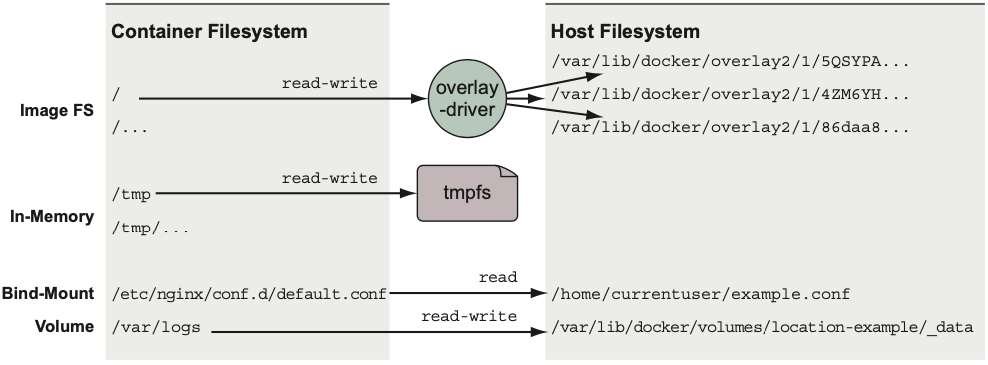 Container Filesystem
Host Filesystem
/var/lib/docker/overlay2/1/5QSYPA...
Image FS
/
read-write
overlay
-driver
/var/lib/docker/overlay2/1/4ZM6YH...
/...
/var/lib/docker/overlay2/1/86daa8...
In-Memory
/tmp
read-write
tmpfs
/tmp/...
Bind-Mount
/etc/nginx/conf.d/default.conf
read
/home/currentuser/example.conf
Volume
/var/logs
read-write
/var/lib/docker/volumes/location-example/_data